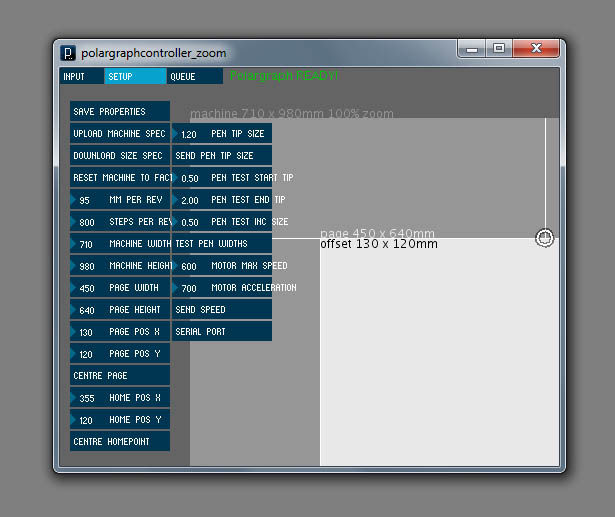 polargraphcontroller_zoom
INPUT SETUP QUEUE Polargraph READY!
SAVE PROPERTIES
machine 710 x 980mm 100% zoom
UPLOAD MACHINE SPEC 1.20 PEN TIP SIZE
DOWNLOAD SIZE SPEC SEND PEN TIP SIZE
RESET MACHINE TO FACT 0.50 PEN TEST START TIP
95 MM PER REV 2.00 PEN TEST END TIP
800 STEPS PER REV 0.50 PEN TEST INC SIZE
page 450 x 640mm
710 MACHINE WIDTH TEST PEN WIDTHS
offset 130 x 120mm
980 MACHINE HEIGHT 600 MOTOR MAX SPEED
450 PAGE WIDTH 700 MOTOR ACCELERATION
640 PAGE HEIGHT SEND SPEED
130 PAGE POS X SERIAL PORT
120 PAGE POS Y
CENTRE PAGE
355 HOME POS X
120 HOME POS Y
CENTRE HOMEPOINT